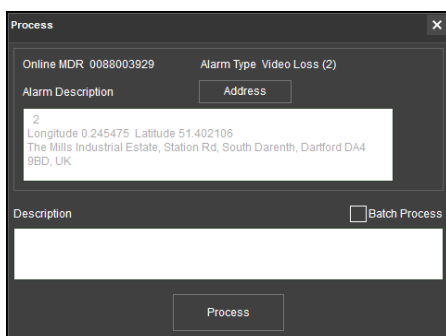 Process
Online MDR 0088003929 Alarm Type Video Loss (2)
Alarm Description Address
2
Longitude 0.245475 Latitude 51.402106
The Mills Industrial Estate, Station Rd, South Darenth, Dartford DA4
9BD, UK
Description Batch Process
Process